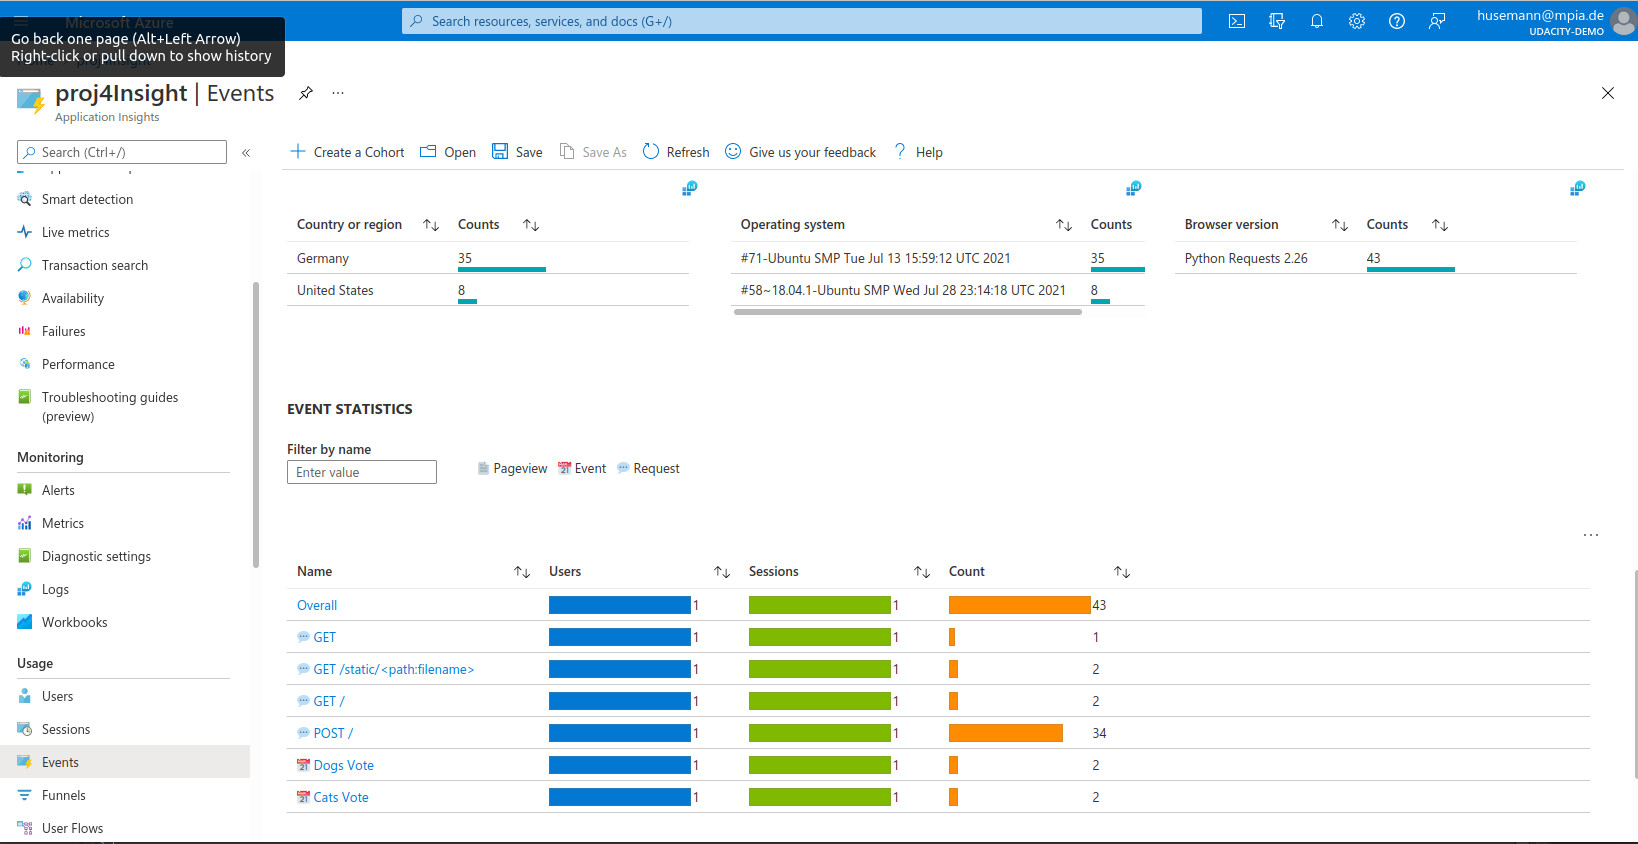 Microsoft Azure
Search resources, services, and docs (G+/)
husemann@mpia.de
UDACITY-DEMO
Go back one page (Alt+Left Arrow)
Right-click or pull down to show history
proj4Insight | Events
Application Insights
Search (Ctrl+/)
Create a Cohort
Open
Save
Save As
Refresh
Give us your feedback
Help
Smart detection
Live metrics
Transaction search
Availability
Failures
Performance
Troubleshooting guides
(preview)
Monitoring
Alerts
Metrics
Diagnostic settings
Logs
Workbooks
Usage
Users
Sessions
Events
Funnels
User Flows
Country or region Counts
Germany 35
United States 8
Operating system Counts
#71-Ubuntu SMP Tue Jul 13 15:59:12 UTC 2021 35
#58~18.04.1-Ubuntu SMP Wed Jul 28 23:14:18 UTC 2021 8
Browser version Counts
Python Requests 2.26 43
EVENT STATISTICS
Filter by name
Enter value
Pageview Event Request
Name Users Sessions Count
Overall 1 1 43
GET 1 1 1
GET /static/<path:filename> 1 1 2
GET / 1 1 2
POST / 1 1 34
Dogs Vote 1 1 2
Cats Vote 1 1 2